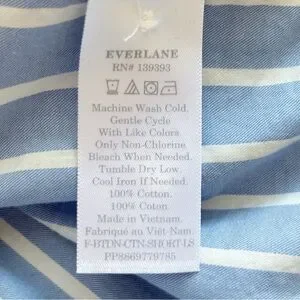 EVERLANE
RN# 139393
Machine Wash Cold.
Gentle Cycle
With Like Colors.
Only Non-Chlorine
Bleach When Needed.
Tumble Dry Low.
Cool Iron If Needed.
100% Cotton.
100% Coton
Made in Vietnam.
Fabriqué au Viêt-Nam.
F-BTDN-CTN-SHORT-LS
PP8869779785